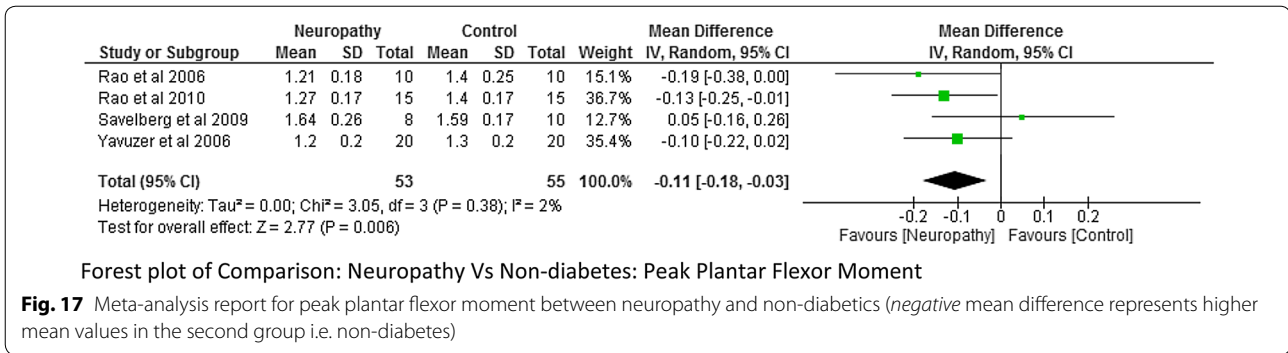 Neuropathy Control Mean Difference Mean Difference
Study or Subgroup Mean SD Total Mean SD Total Weight IV, Random, 95% CI IV, Random, 95% CI
Rao et al 2006 1.21 0.18 10 1.4 0.25 10 15.1% -0.19 [-0.38, 0.00]
Rao et al 2010 1.27 0.17 15 1.4 0.17 15 36.7% -0.13 [-0.25, -0.01]
Savelberg et al 2009 1.64 0.26 8 1.59 0.17 10 12.7% 0.05 [-0.16, 0.26]
Yavuzer et al 2006 1.2 0.2 20 1.3 0.2 20 35.4% -0.10 [-0.22, 0.02]
Total (95% CI) 53 55 100.0% -0.11 [-0.18, -0.03]
Heterogeneity: Tau² = 0.00; Chi² = 3.05, df = 3 (P = 0.38); I² = 2%
Test for overall effect: Z = 2.77 (P = 0.006)
-0.2 -0.1 0 0.1 0.2
Favours [Neuropathy] Favours [Control]
Forest plot of Comparison: Neuropathy Vs Non-diabetes: Peak Plantar Flexor Moment
Fig. 17 Meta-analysis report for peak plantar flexor moment between neuropathy and non-diabetics (negative mean difference represents higher
mean values in the second group i.e. non-diabetes)